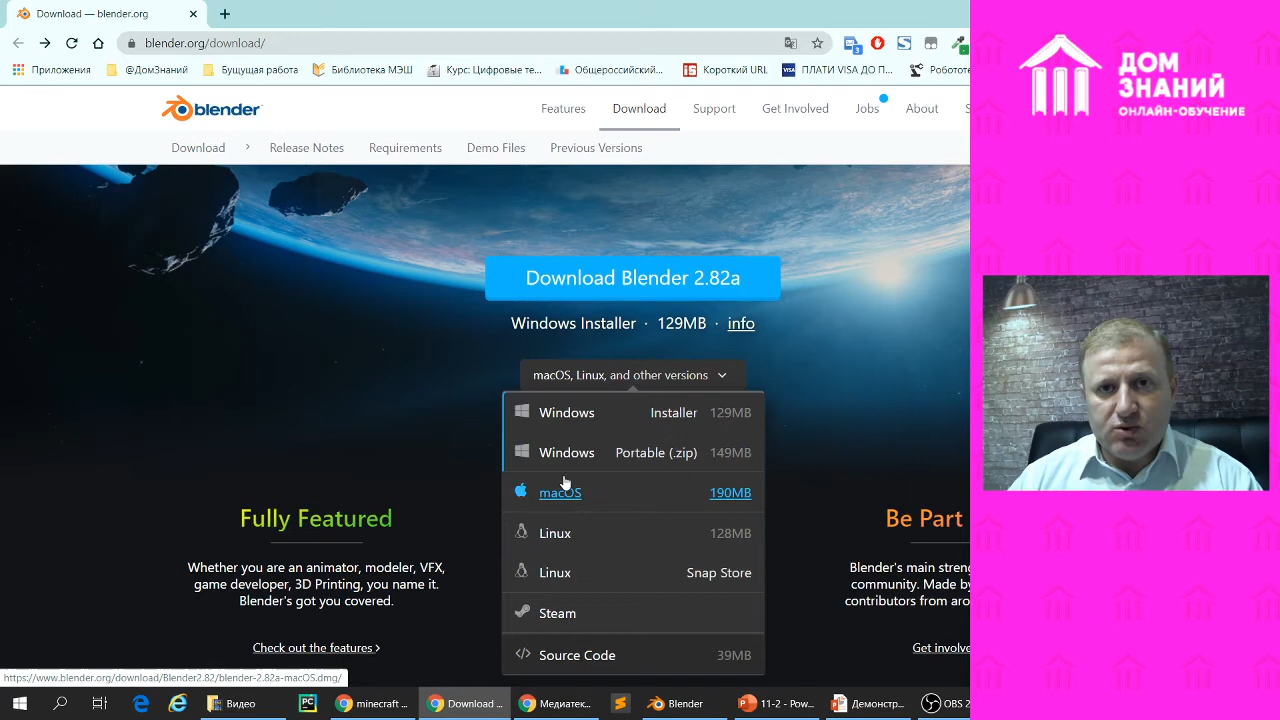 Download — blender.org
blender.org/download/
3
Приложения
@ДомЗнаний
Бущущая работа
Библиотека МЭШ
Курс: Цифровые те...
Общероссийский...
Короткий URL
ПЛАТИ VISA ДО П...
Робототе
blender
Features
Download
Support
Get Involved
Jobs
About
Download
Release Notes
Requirements
Demo Files
Previous Versions
Download Blender 2.82a
Windows Installer · 129MB · info
macOS, Linux, and other versions
Windows Installer 129MB
Windows Portable (.zip) 149MB
macOS 190MB
Linux 128MB
Linux Snap Store
Steam
Source Code 39MB
Fully Featured
Whether you are an animator, modeler, VFX,
game developer, 3D Printing, you name it.
Blender's got you covered.
Check out the features
Be Part
Blender's main stren
community. Made by
contributors from aro
Get involve
https://www.blender.org/download/Blender2.82/blender-2.82a-macOS.dmg/
Видео
minecraft ...
Download ...
Медиатек...
Blender
11-2 - Pow...
Демонстр...
OBS 2
ДОМ
ЗНАНИЙ
ОНЛАЙН-ОБУЧЕНИЕ